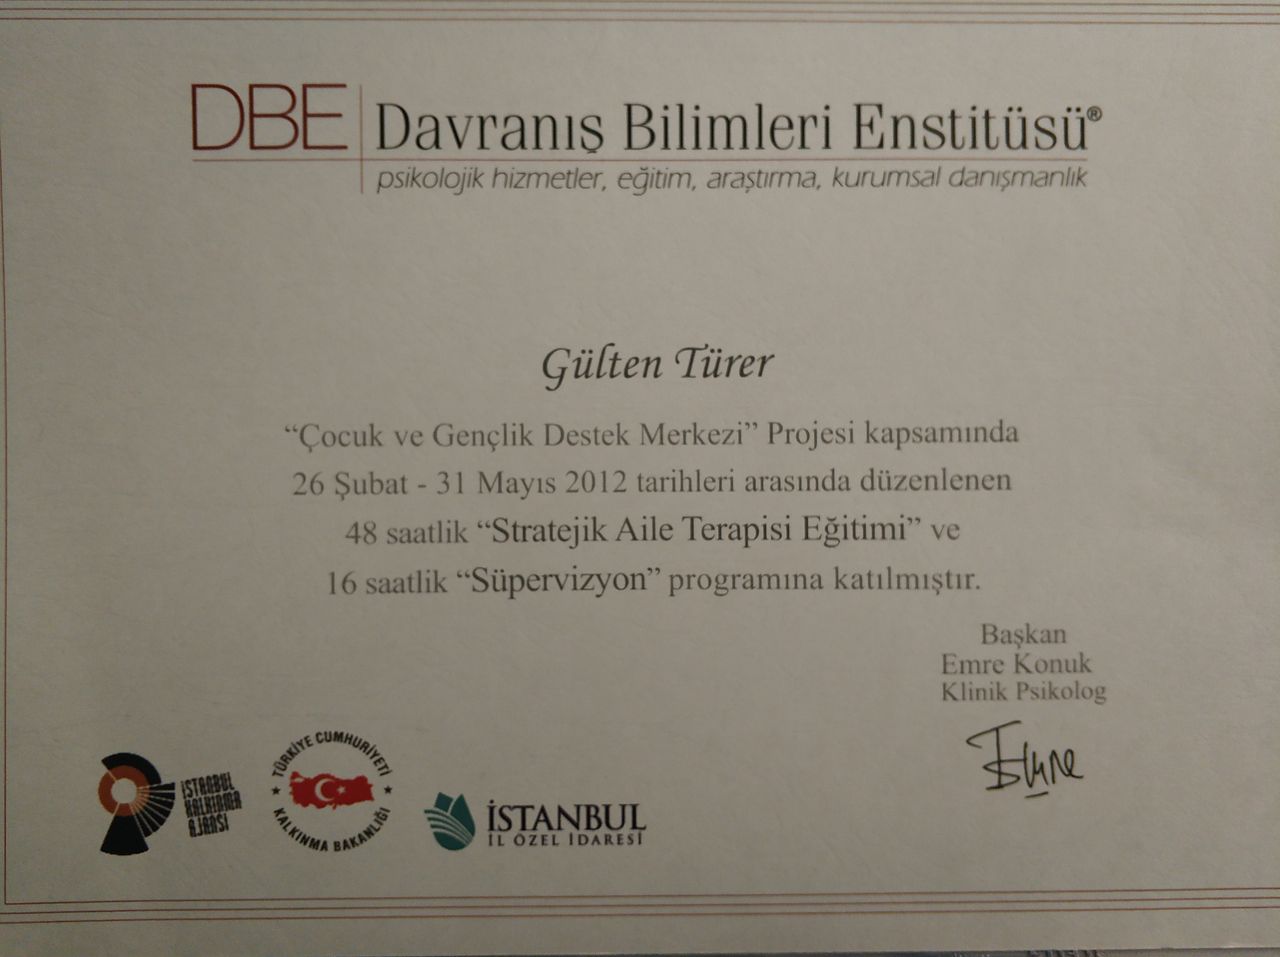 DBE Davranış Bilimleri Enstitüsü®
psikolojik hizmetler, eğitim, araştırma, kurumsal danışmanlık
Gülten Türer
“Çocuk ve Gençlik Destek Merkezi” Projesi kapsamında
26 Şubat - 31 Mayıs 2012 tarihleri arasında düzenlenen
48 saatlik “Stratejik Aile Terapisi Eğitimi” ve
16 saatlik “Süpervizyon” programına katılmıştır.
Başkan
Emre Konuk
Klinik Psikolog
Emre
İSTANBUL
KALKINMA
AJANSI
TÜRKİYE CUMHURİYETİ
KALKINMA BAKANLIĞI
İSTANBUL
İL ÖZEL İDARESİ